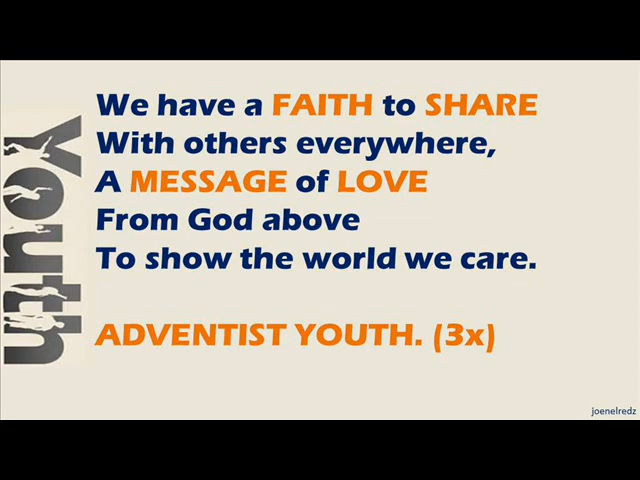 Youth
We have a FAITH to SHARE
With others everywhere,
A MESSAGE of LOVE
From God above
To show the world we care.
ADVENTIST YOUTH. (3x)
joenelredz